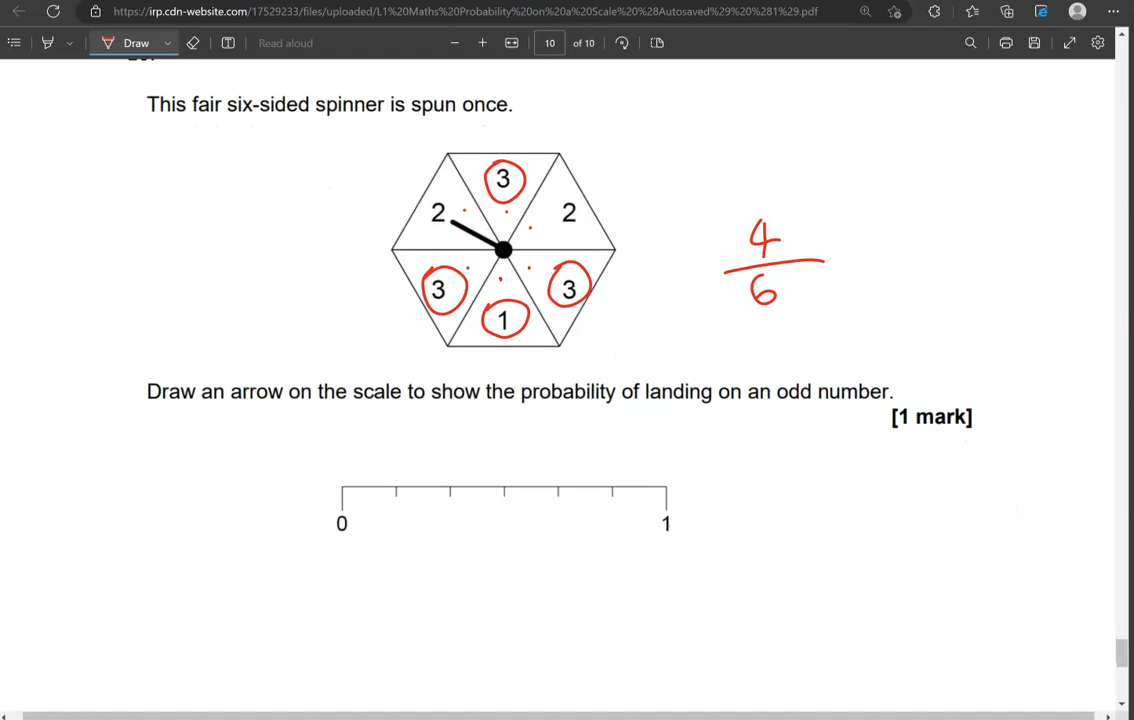 https://irp.cdn-website.com/17529233/files/uploaded/L1%20Maths%20Probability%20on%20a%20Scale%20%28Autosaved%29%20%281%29.pdf
Draw
Read aloud
10 of 10
This fair six-sided spinner is spun once.
3
2 2
3 3
1
4
6
Draw an arrow on the scale to show the probability of landing on an odd number.
[1 mark]
0 1